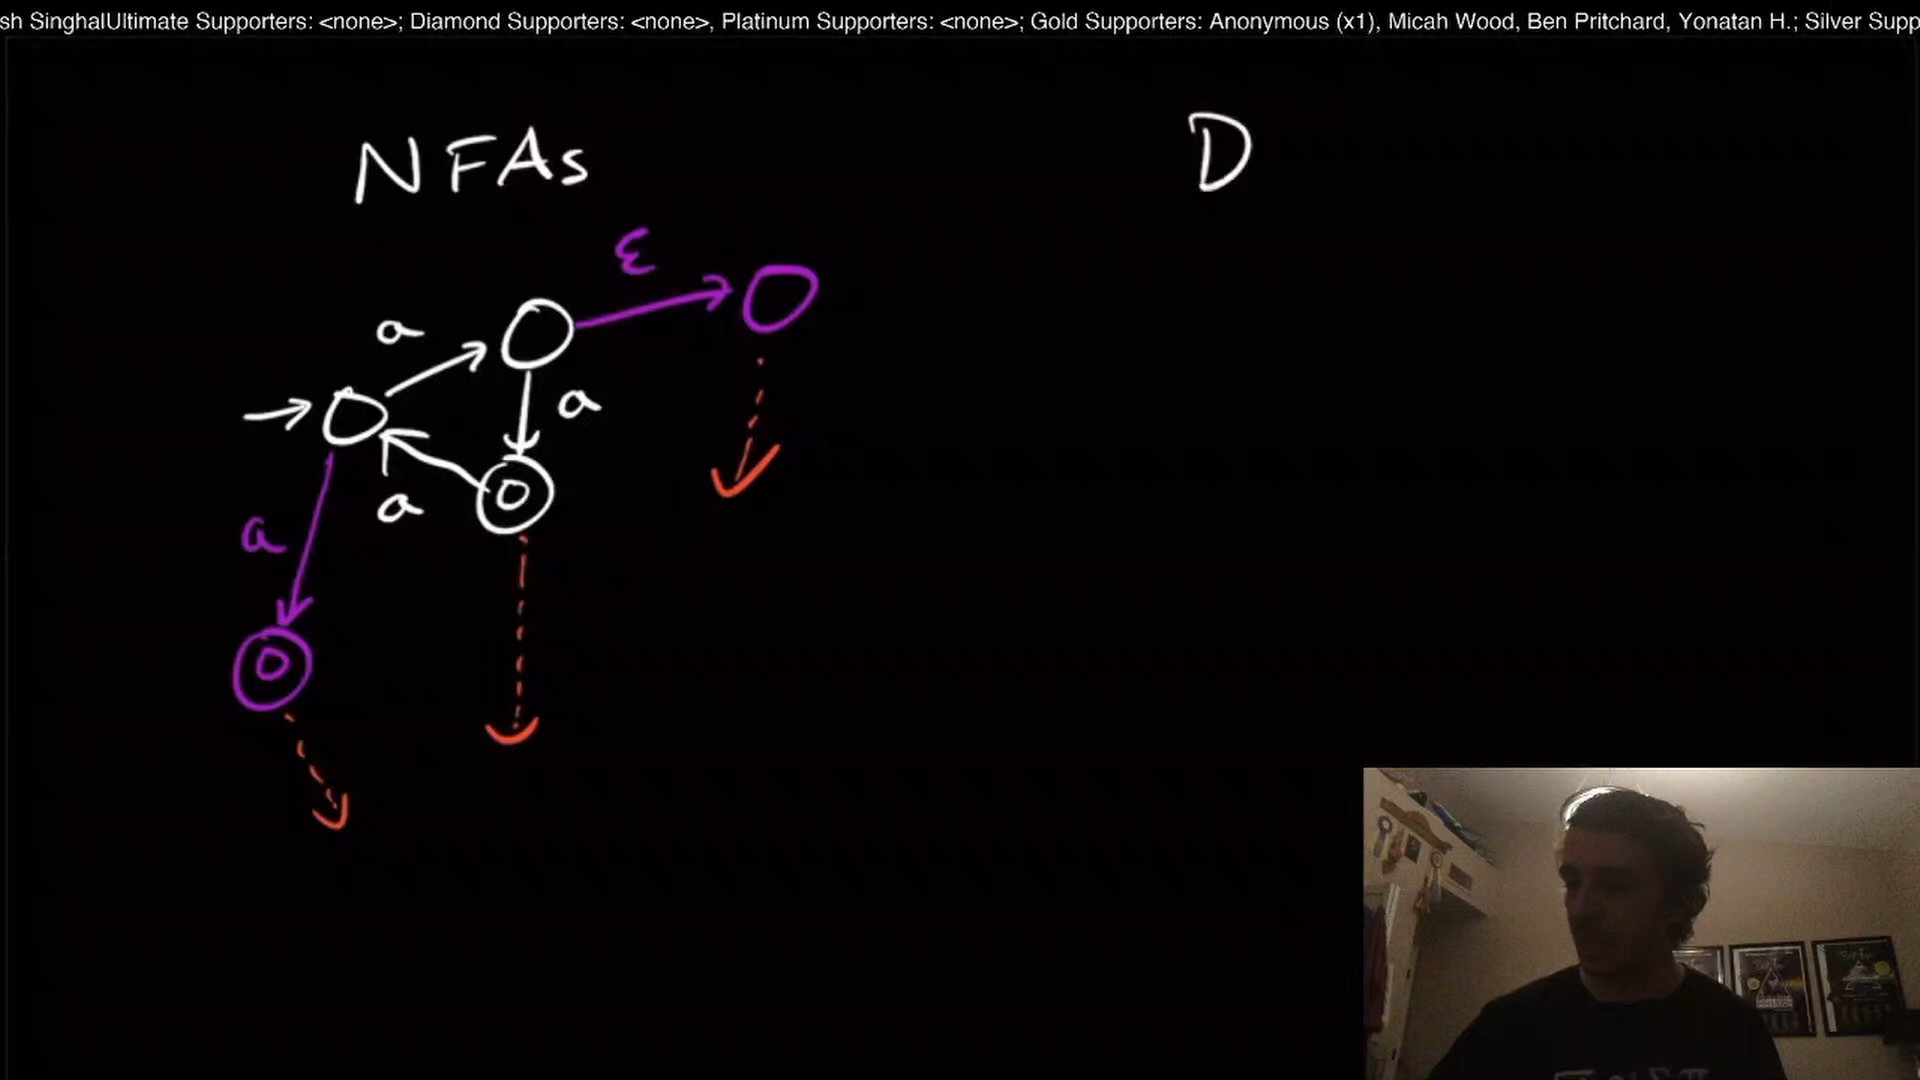 sh SinghalUltimate Supporters: <none>; Diamond Supporters: <none>, Platinum Supporters: <none>; Gold Supporters: Anonymous (x1), Micah Wood, Ben Pritchard, Yonatan H.; Silver Supp
NFAs D
ε
a
a
a
a